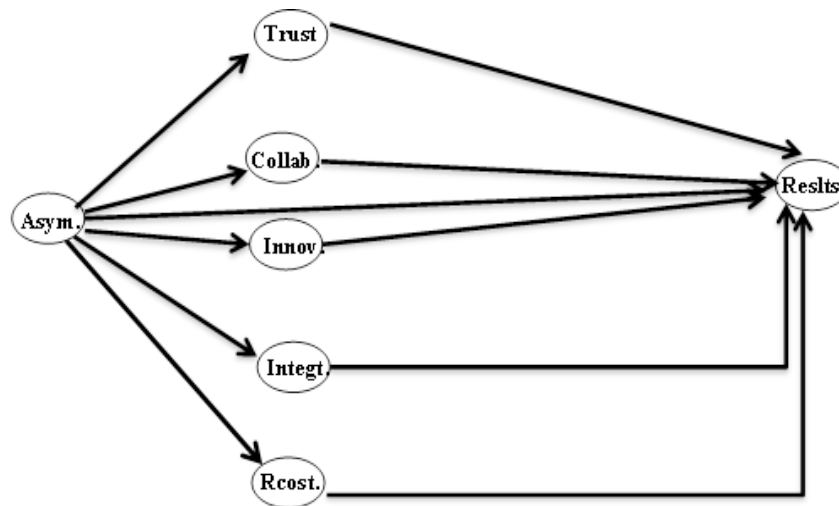 Trust
Collab.
Reslts
Asym.
Innov.
Integt.
Rcost.